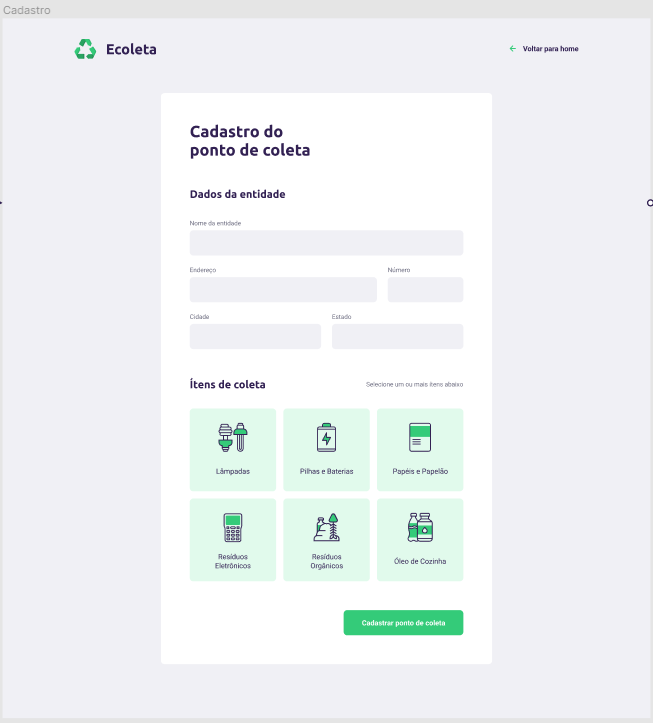 Cadastro
Ecoleta
Voltar para home
Cadastro do
ponto de coleta
Dados da entidade
Nome da entidade
Endereço
Número
Cidade
Estado
Ítens de coleta
Selecione um ou mais itens abaixo
Lâmpadas
Pilhas e Baterias
Papéis e Papelão
Resíduos
Eletrônicos
Resíduos
Orgânicos
Óleo de Cozinha
Cadastrar ponto de coleta